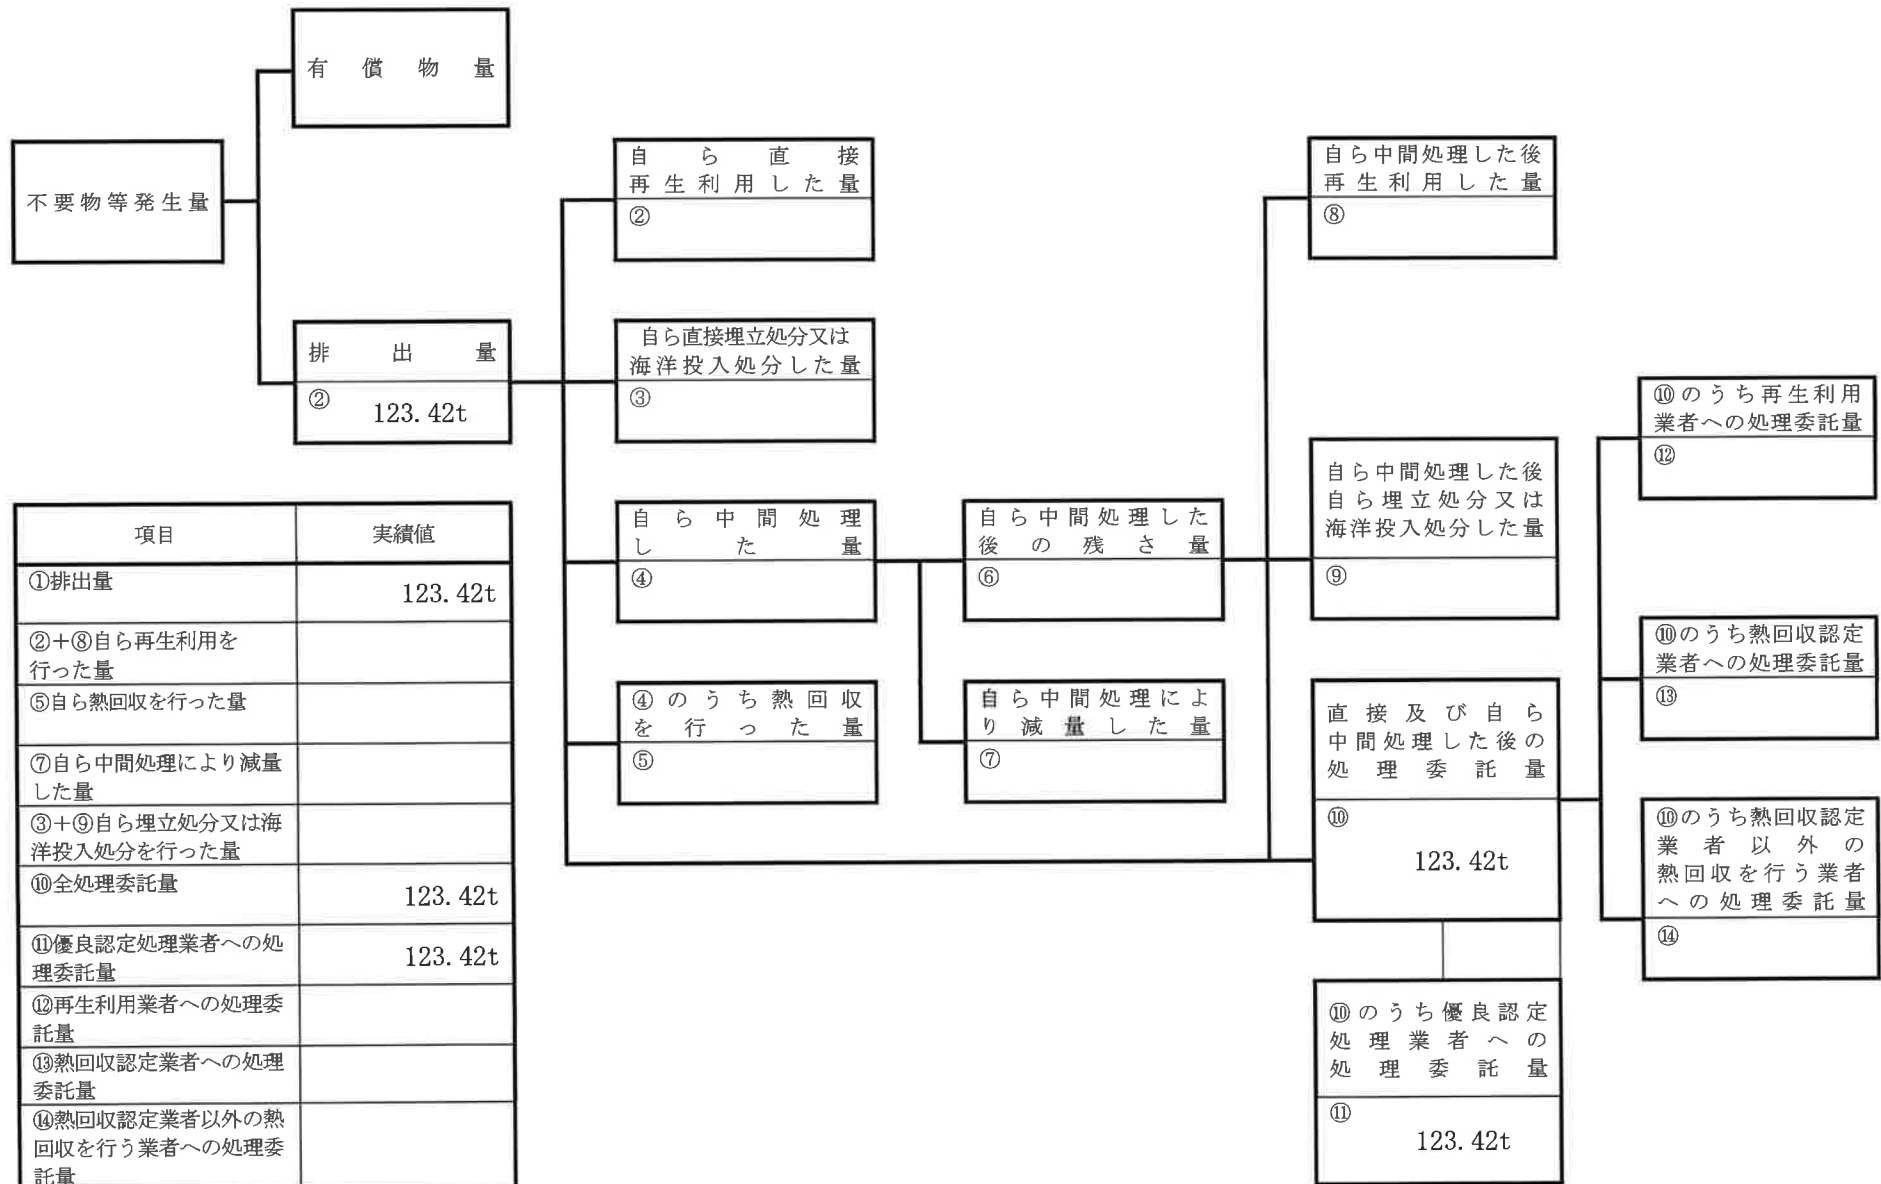 有償物量
不要物等発生量
排出量
②
123.42t
自ら直接
再生利用した量
②
自ら直接埋立処分又は
海洋投入処分した量
③
自ら中間処理
した量
④
④のうち熱回収
を行った量
⑤
自ら中間処理した
後の残さ量
⑥
自ら中間処理によ
り減量した量
⑦
自ら中間処理した後
再生利用した量
⑧
自ら中間処理した後
自ら埋立処分又は
海洋投入処分した量
⑨
直接及び自ら
中間処理した後の
処理委託量
⑩
123.42t
⑩のうち優良認定
処理業者への
処理委託量
⑪
123.42t
⑩のうち再生利用
業者への処理委託量
⑫
⑩のうち熱回収認定
業者への処理委託量
⑬
⑩のうち熱回収認定
業者以外の
熱回収を行う業者
への処理委託量
⑭
項目 実績値
①排出量 123.42t
②+⑧自ら再生利用を
行った量
⑤自ら熱回収を行った量
⑦自ら中間処理により減量
した量
③+⑨自ら埋立処分又は海
洋投入処分を行った量
⑩全処理委託量 123.42t
⑪優良認定処理業者への処
理委託量 123.42t
⑫再生利用業者への処理委
託量
⑬熱回収認定業者への処理
委託量
⑭熱回収認定業者以外の熱
回収を行う業者への処理委
託量